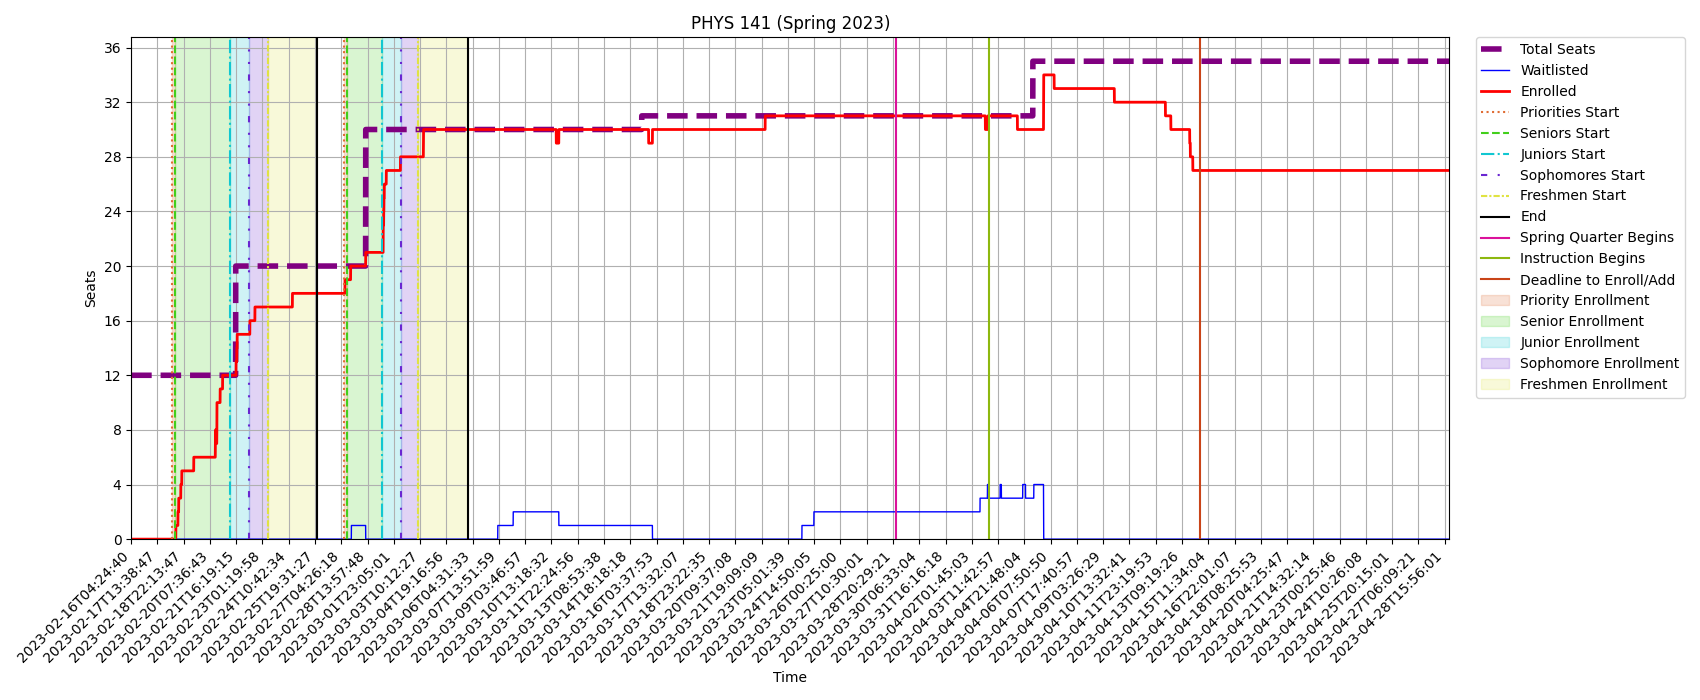 PHYS 141 (Spring 2023)
Seats
36
32
28
24
20
16
12
8
4
0
2023-02-16T04:24:40
2023-02-17T13:38:47
2023-02-18T22:13:47
2023-02-20T07:36:43
2023-02-21T16:19:15
2023-02-23T01:19:58
2023-02-24T10:42:34
2023-02-25T19:31:27
2023-02-27T04:26:18
2023-02-28T13:57:48
2023-03-01T23:05:01
2023-03-03T10:12:27
2023-03-04T19:16:56
2023-03-06T04:31:33
2023-03-07T13:51:59
2023-03-09T03:46:57
2023-03-10T13:18:32
2023-03-11T22:24:56
2023-03-13T08:53:38
2023-03-14T18:18:18
2023-03-16T03:37:53
2023-03-17T13:32:07
2023-03-18T23:22:35
2023-03-20T09:37:08
2023-03-21T19:09:09
2023-03-23T05:01:39
2023-03-24T14:50:05
2023-03-26T00:25:00
2023-03-27T10:30:01
2023-03-28T20:29:21
2023-03-30T06:33:04
2023-03-31T16:16:18
2023-04-02T01:45:03
2023-04-03T11:42:57
2023-04-04T21:48:04
2023-04-06T07:50:50
2023-04-07T17:40:57
2023-04-09T03:26:29
2023-04-10T13:32:41
2023-04-11T23:19:53
2023-04-13T09:19:26
2023-04-15T11:34:04
2023-04-16T22:01:07
2023-04-18T08:25:53
2023-04-20T04:25:47
2023-04-21T14:32:14
2023-04-23T00:25:46
2023-04-24T10:26:08
2023-04-25T20:15:01
2023-04-27T06:09:21
2023-04-28T15:56:01
Time
Total Seats
Waitlisted
Enrolled
Priorities Start
Seniors Start
Juniors Start
Sophomores Start
Freshmen Start
End
Spring Quarter Begins
Instruction Begins
Deadline to Enroll/Add
Priority Enrollment
Senior Enrollment
Junior Enrollment
Sophomore Enrollment
Freshmen Enrollment